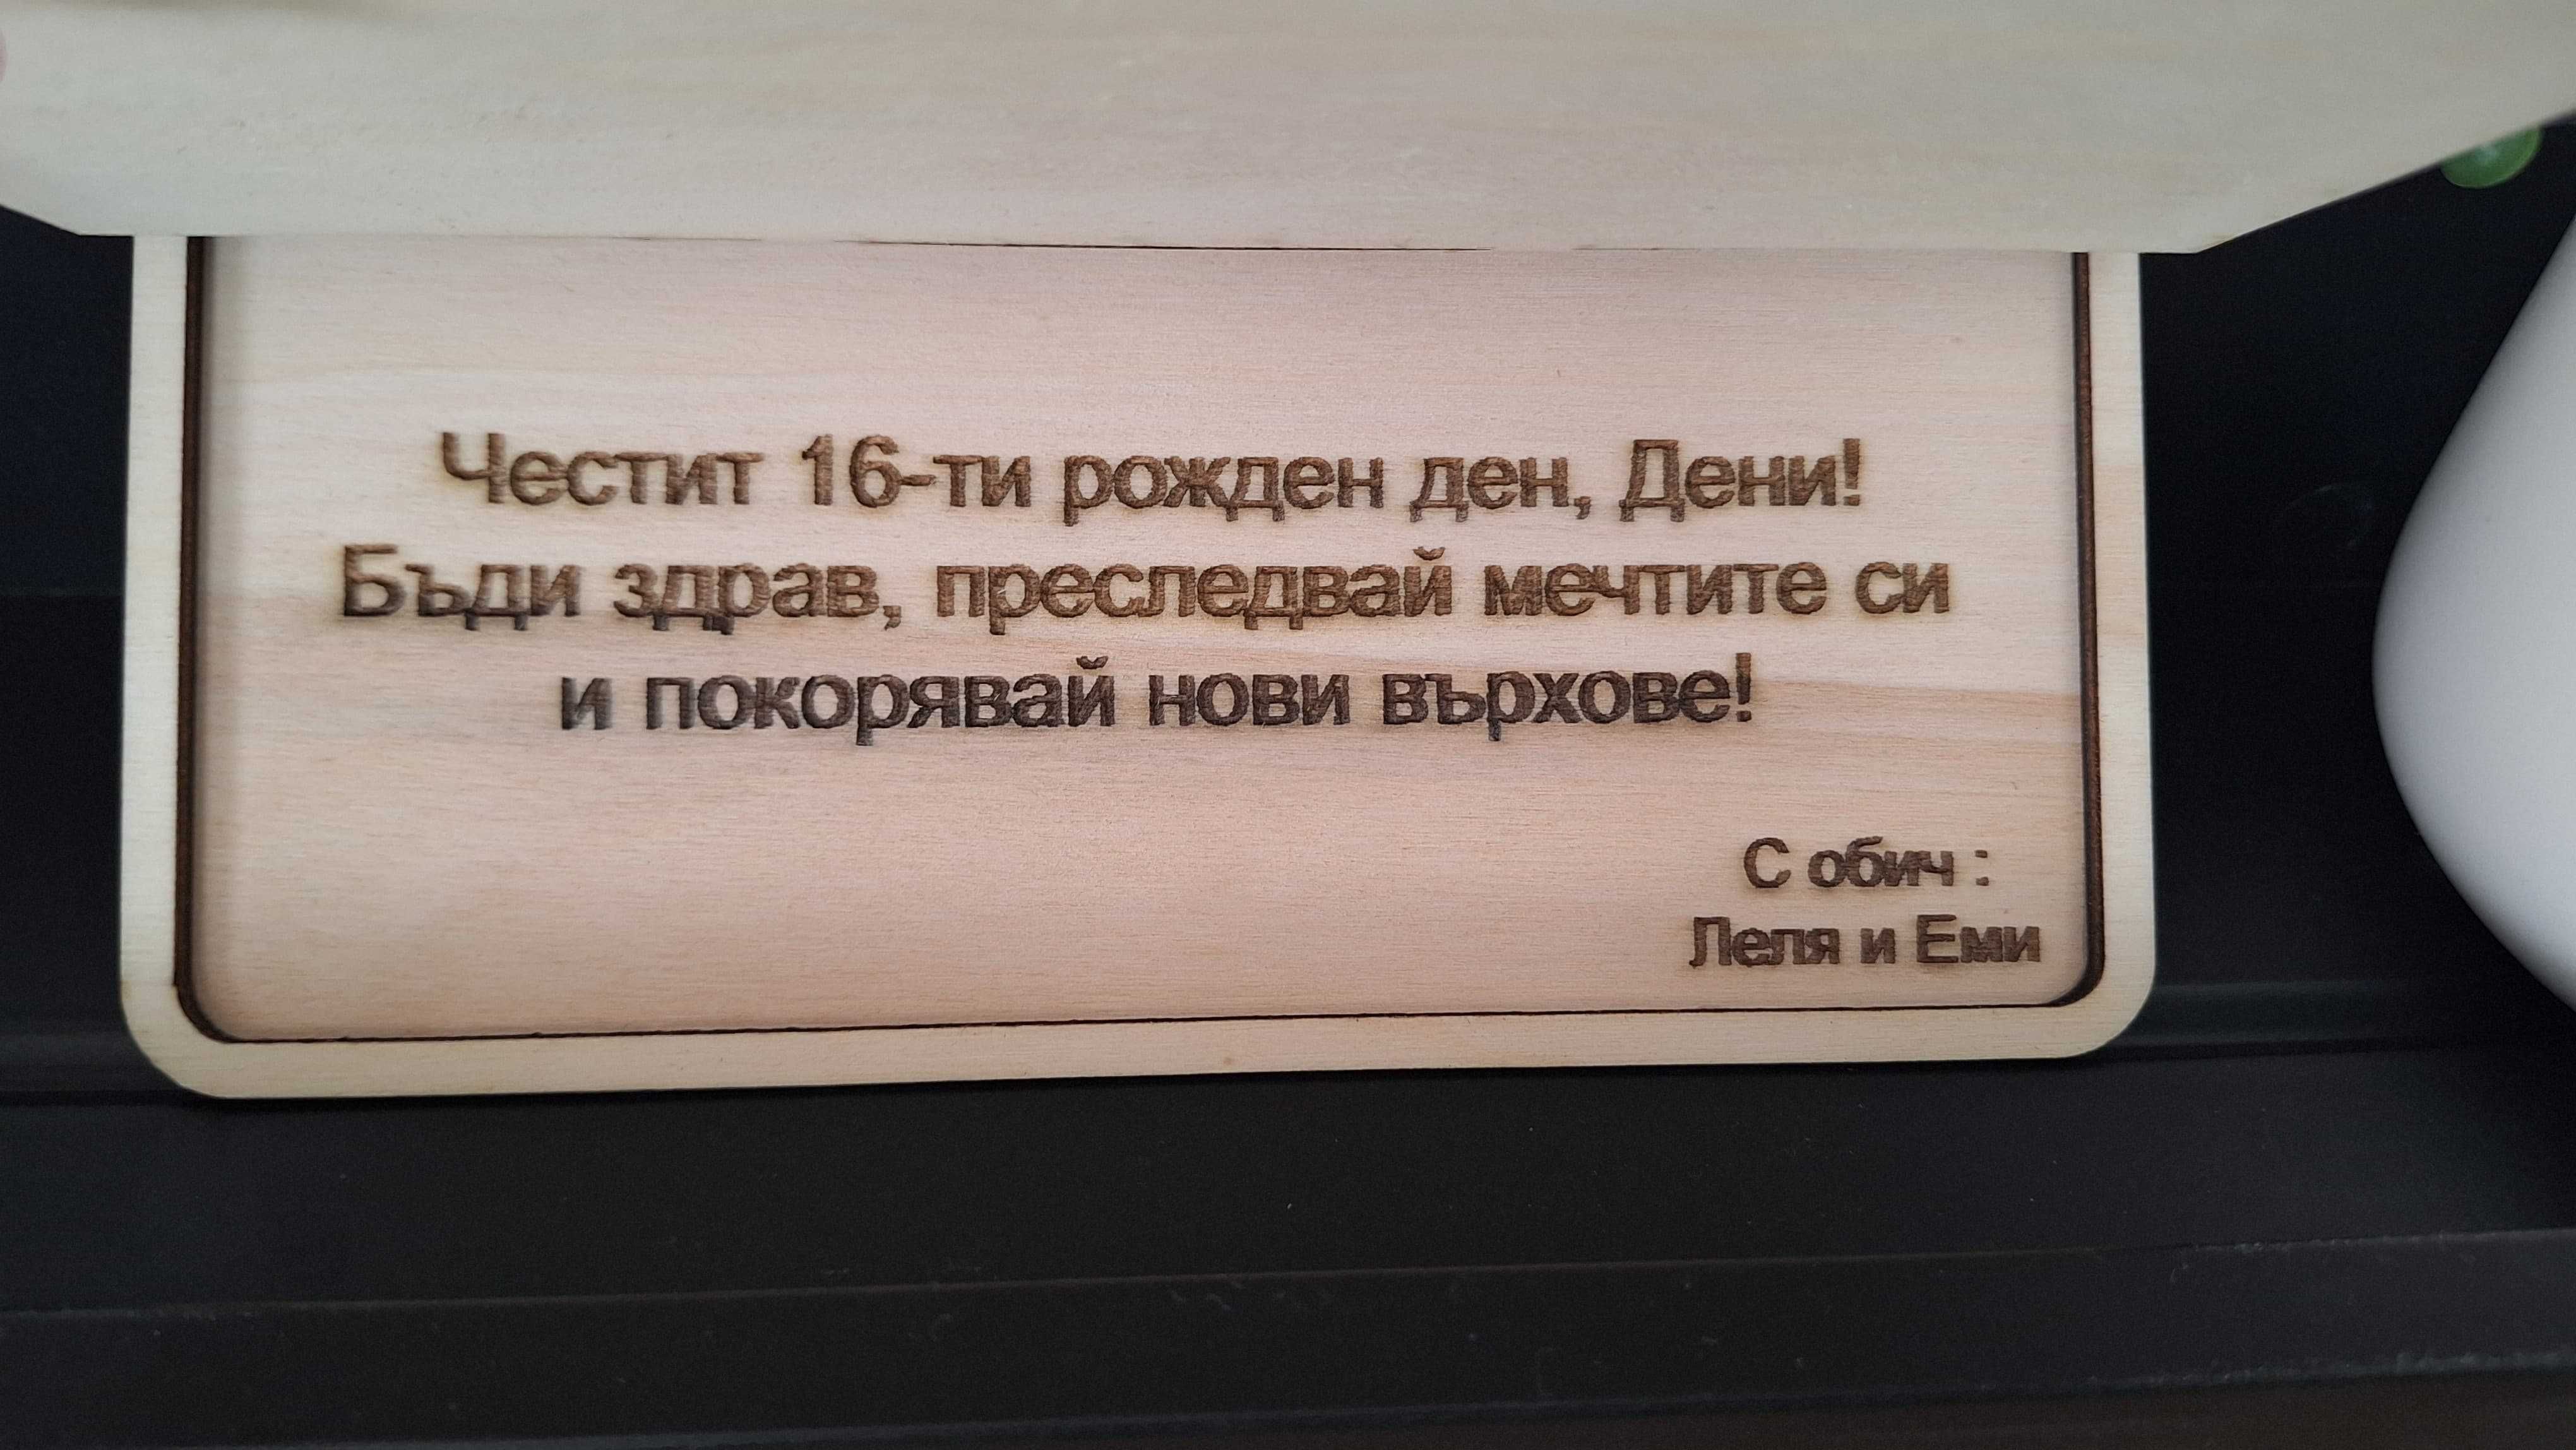 Честит 16-ти рожден ден, Дени!
Бъди здрав, преследвай мечтите си
и покорявай нови върхове!
С обич :
Леля и Еми